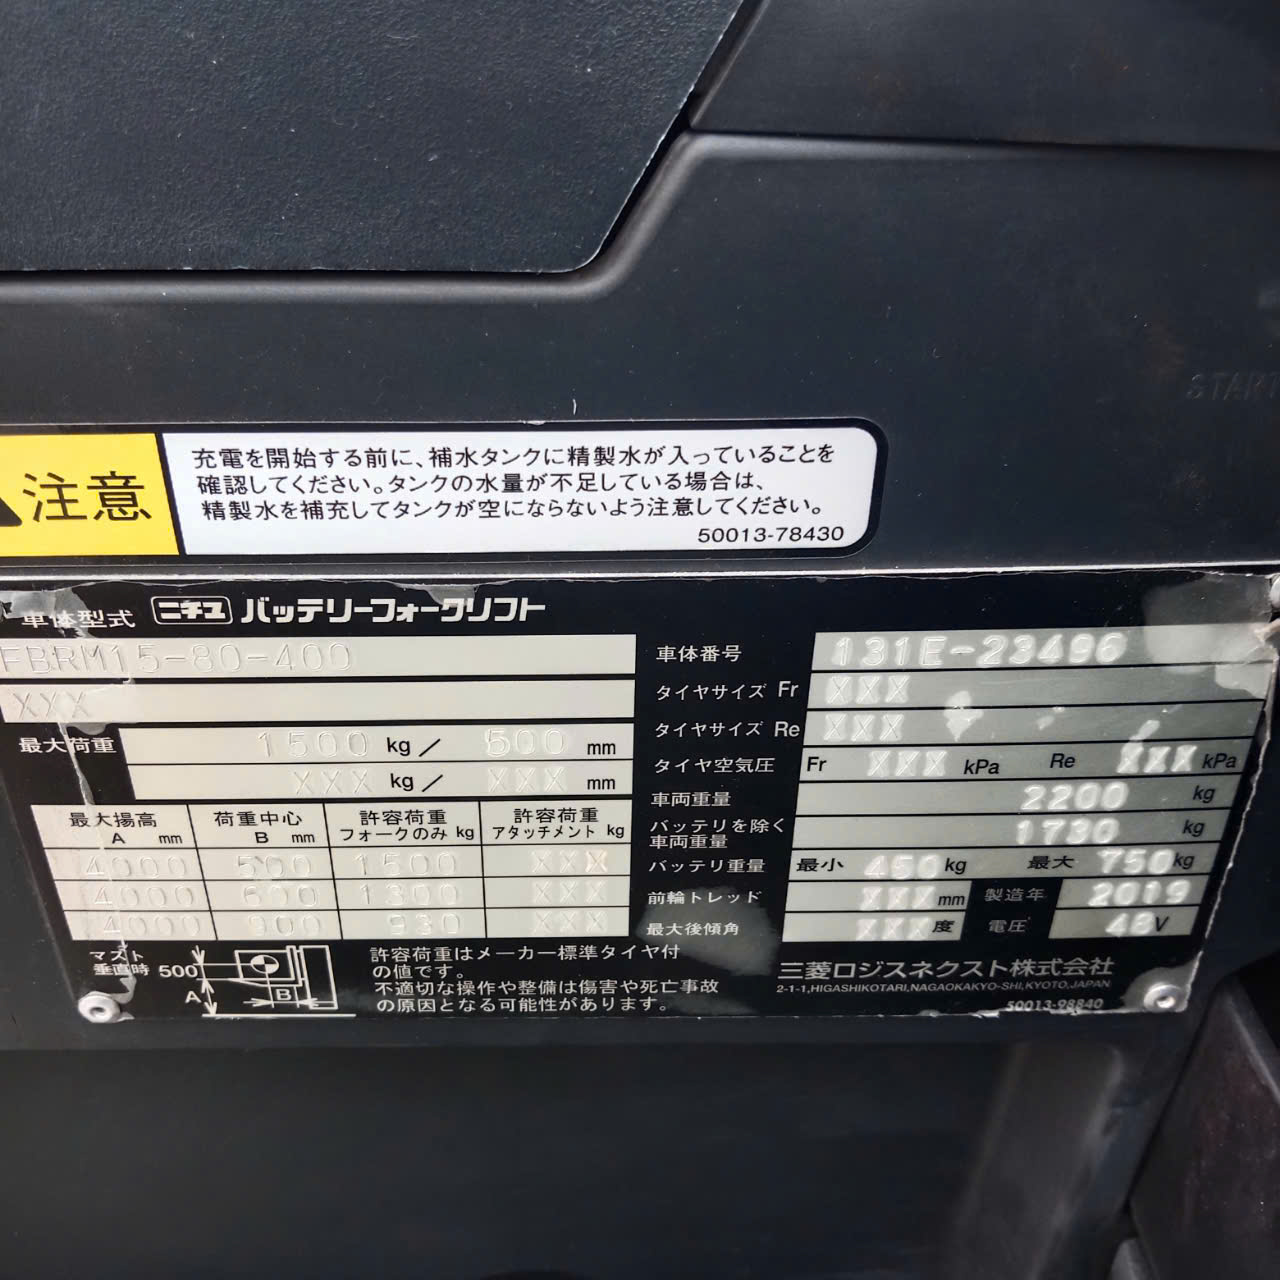 START
注意
充電を開始する前に、補水タンクに精製水が入っていることを
確認してください。タンクの水量が不足している場合は、
精製水を補充してタンクが空にならないよう注意してください。
50013-78430
車体型式 ニチユ バッテリーフォークリフト
FBRM15-80-400
XXX
最大荷重 1500 kg / 500 mm
XXX kg / XXX mm
最大揚高 A mm 荷重中心 B mm 許容荷重 フォークのみ kg 許容荷重 アタッチメント kg
4000 500 1500 XXX
4000 600 1300 XXX
4000 900 930 XXX
マスト垂直時 500 A B
許容荷重はメーカー標準タイヤ付
の値です。
不適切な操作や整備は傷害や死亡事故
の原因となる可能性があります。
車体番号 131E-23496
タイヤサイズ Fr XXX
タイヤサイズ Re XXX
タイヤ空気圧 Fr XXX kPa Re XXX kPa
車両重量 2200 kg
バッテリを除く車両重量 1730 kg
バッテリ重量 最小 450 kg 最大 750 kg
前輪トレッド XXX mm 製造年 2019
最大後傾角 XXX 度 電圧 48 V
三菱ロジスネクスト株式会社
2-1-1,HIGASHIKOTARI,NAGAOKAKYO-SHI,KYOTO,JAPAN
50013-98840